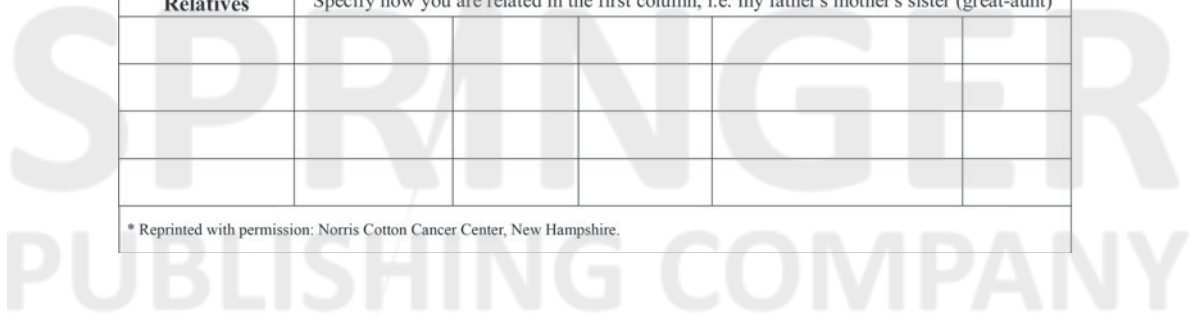 Relatives Specify how you are related in the first column, i.e. my father's mother's sister (great-aunt)
* Reprinted with permission: Norris Cotton Cancer Center, New Hampshire.
SPRINGER
PUBLISHING COMPANY